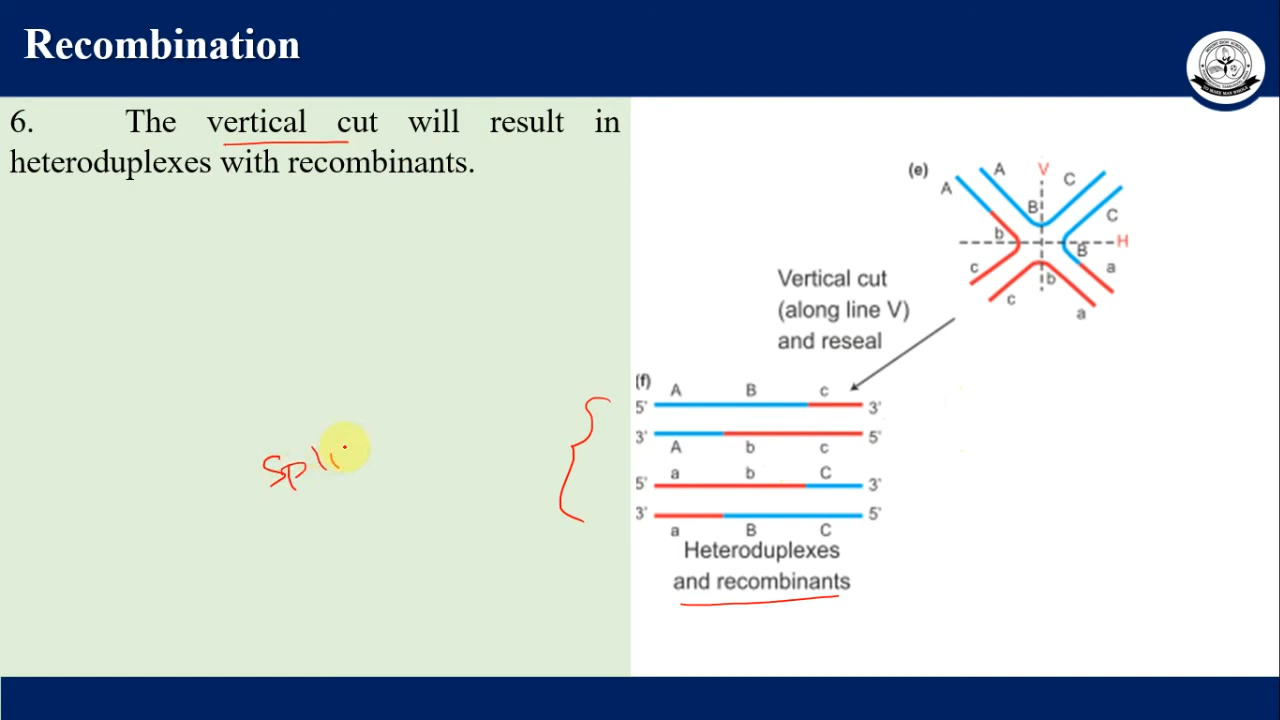 Recombination
6. The vertical cut will result in
heteroduplexes with recombinants.
(e)
A A V C
B C
b H
B
c b a
c a
Vertical cut
(along line V)
and reseal
(f)
A B c
5' 3'
3' 5'
A b c
a b C
5' 3'
3' 5'
a B C
Heteroduplexes
and recombinants
Spli